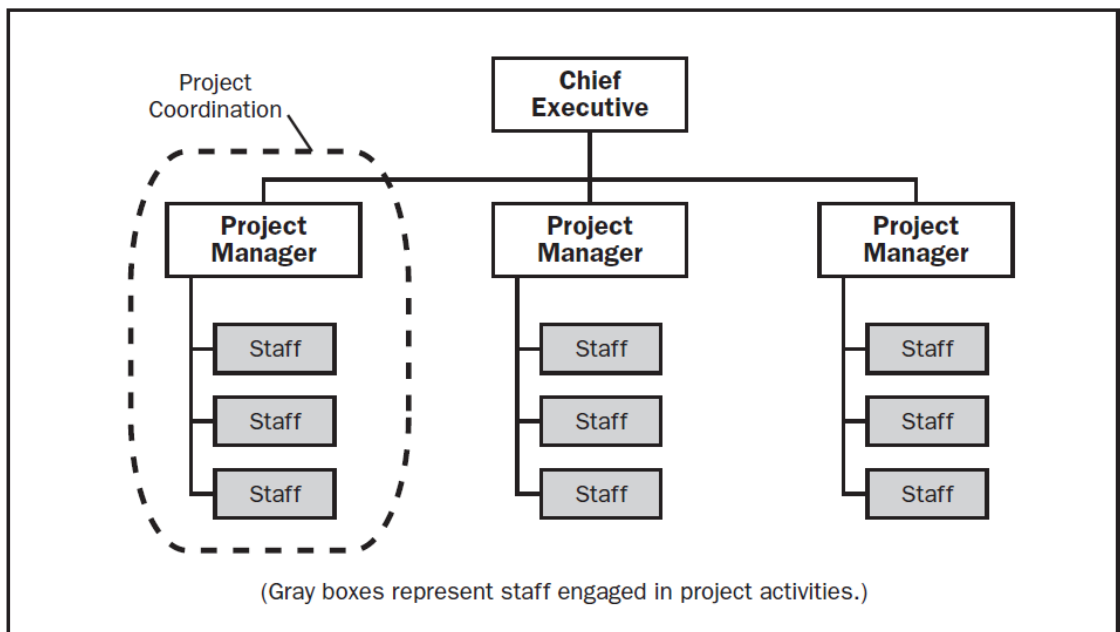 Project
Coordination
Chief
Executive
Project
Manager
Project
Manager
Project
Manager
Staff
Staff
Staff
Staff
Staff
Staff
Staff
Staff
Staff
(Gray boxes represent staff engaged in project activities.)